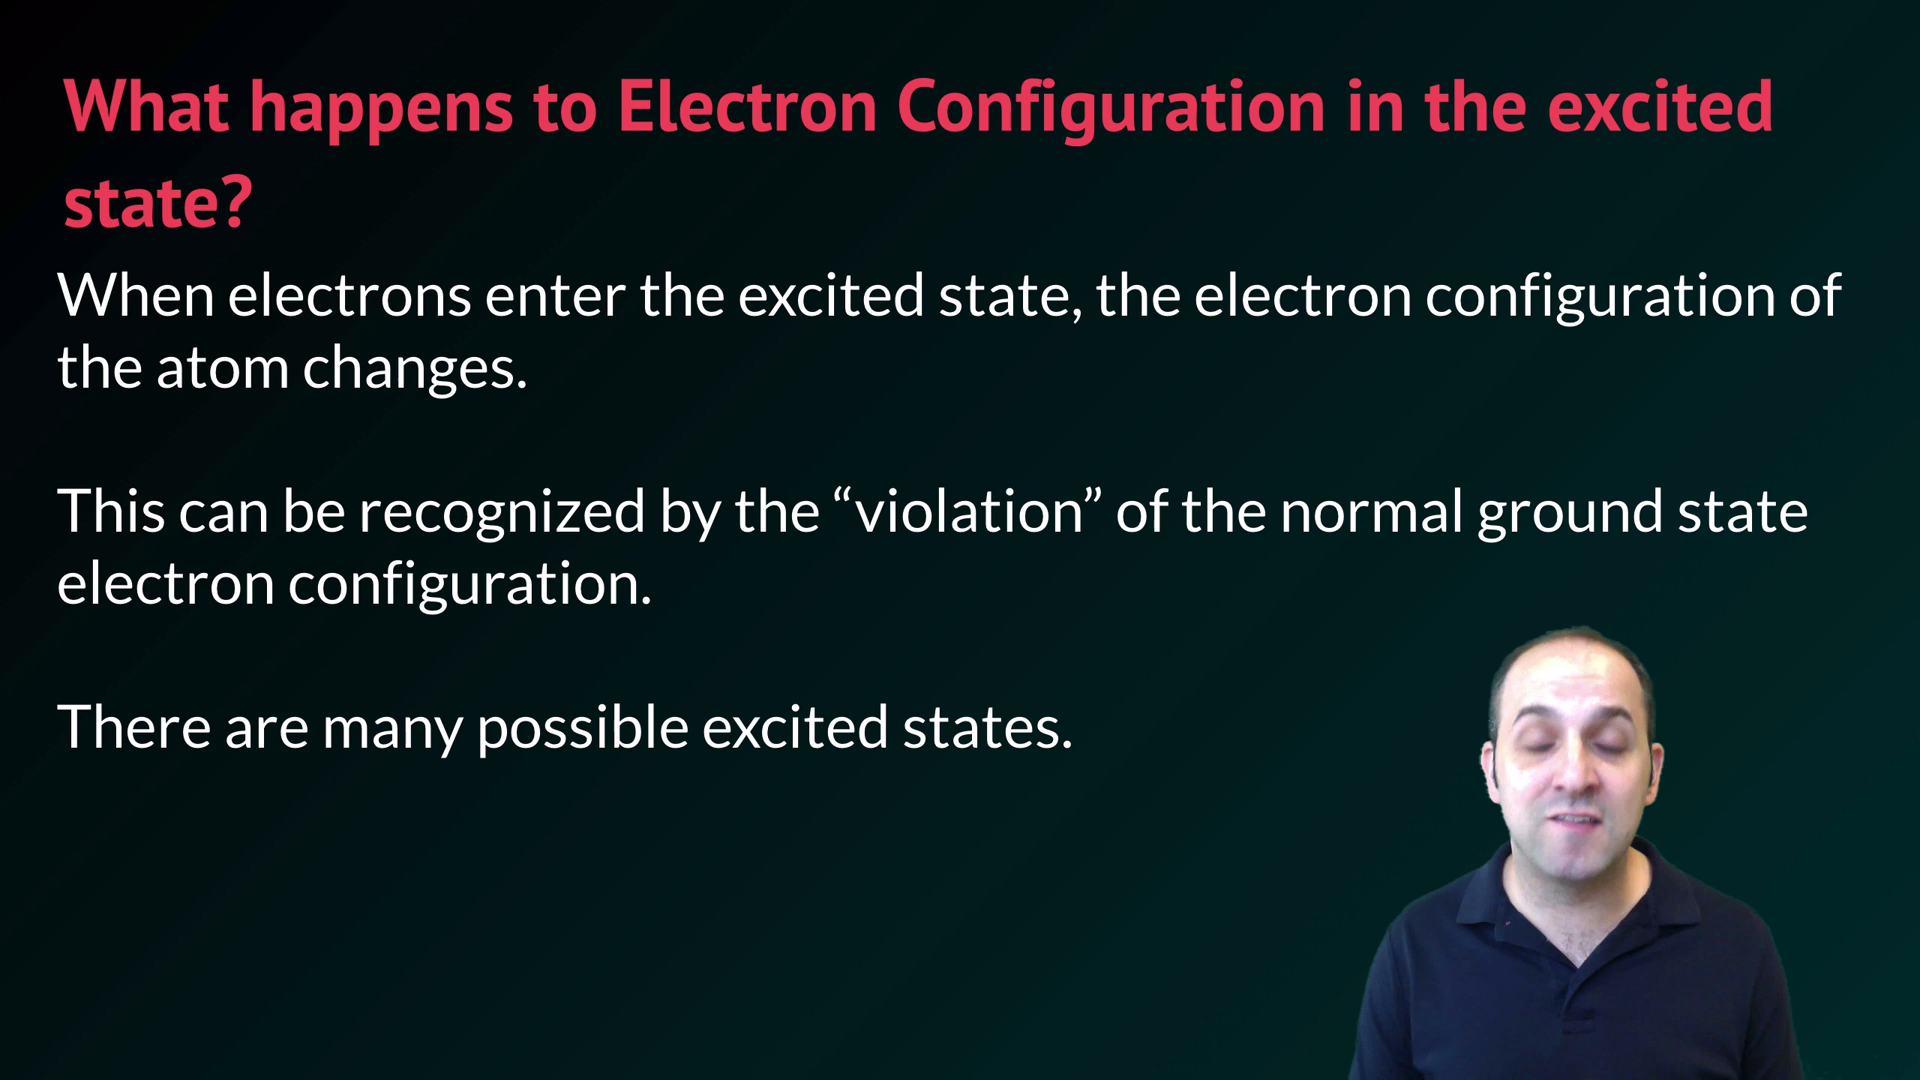 What happens to Electron Configuration in the excited
state?
When electrons enter the excited state, the electron configuration of
the atom changes.
This can be recognized by the “violation” of the normal ground state
electron configuration.
There are many possible excited states.